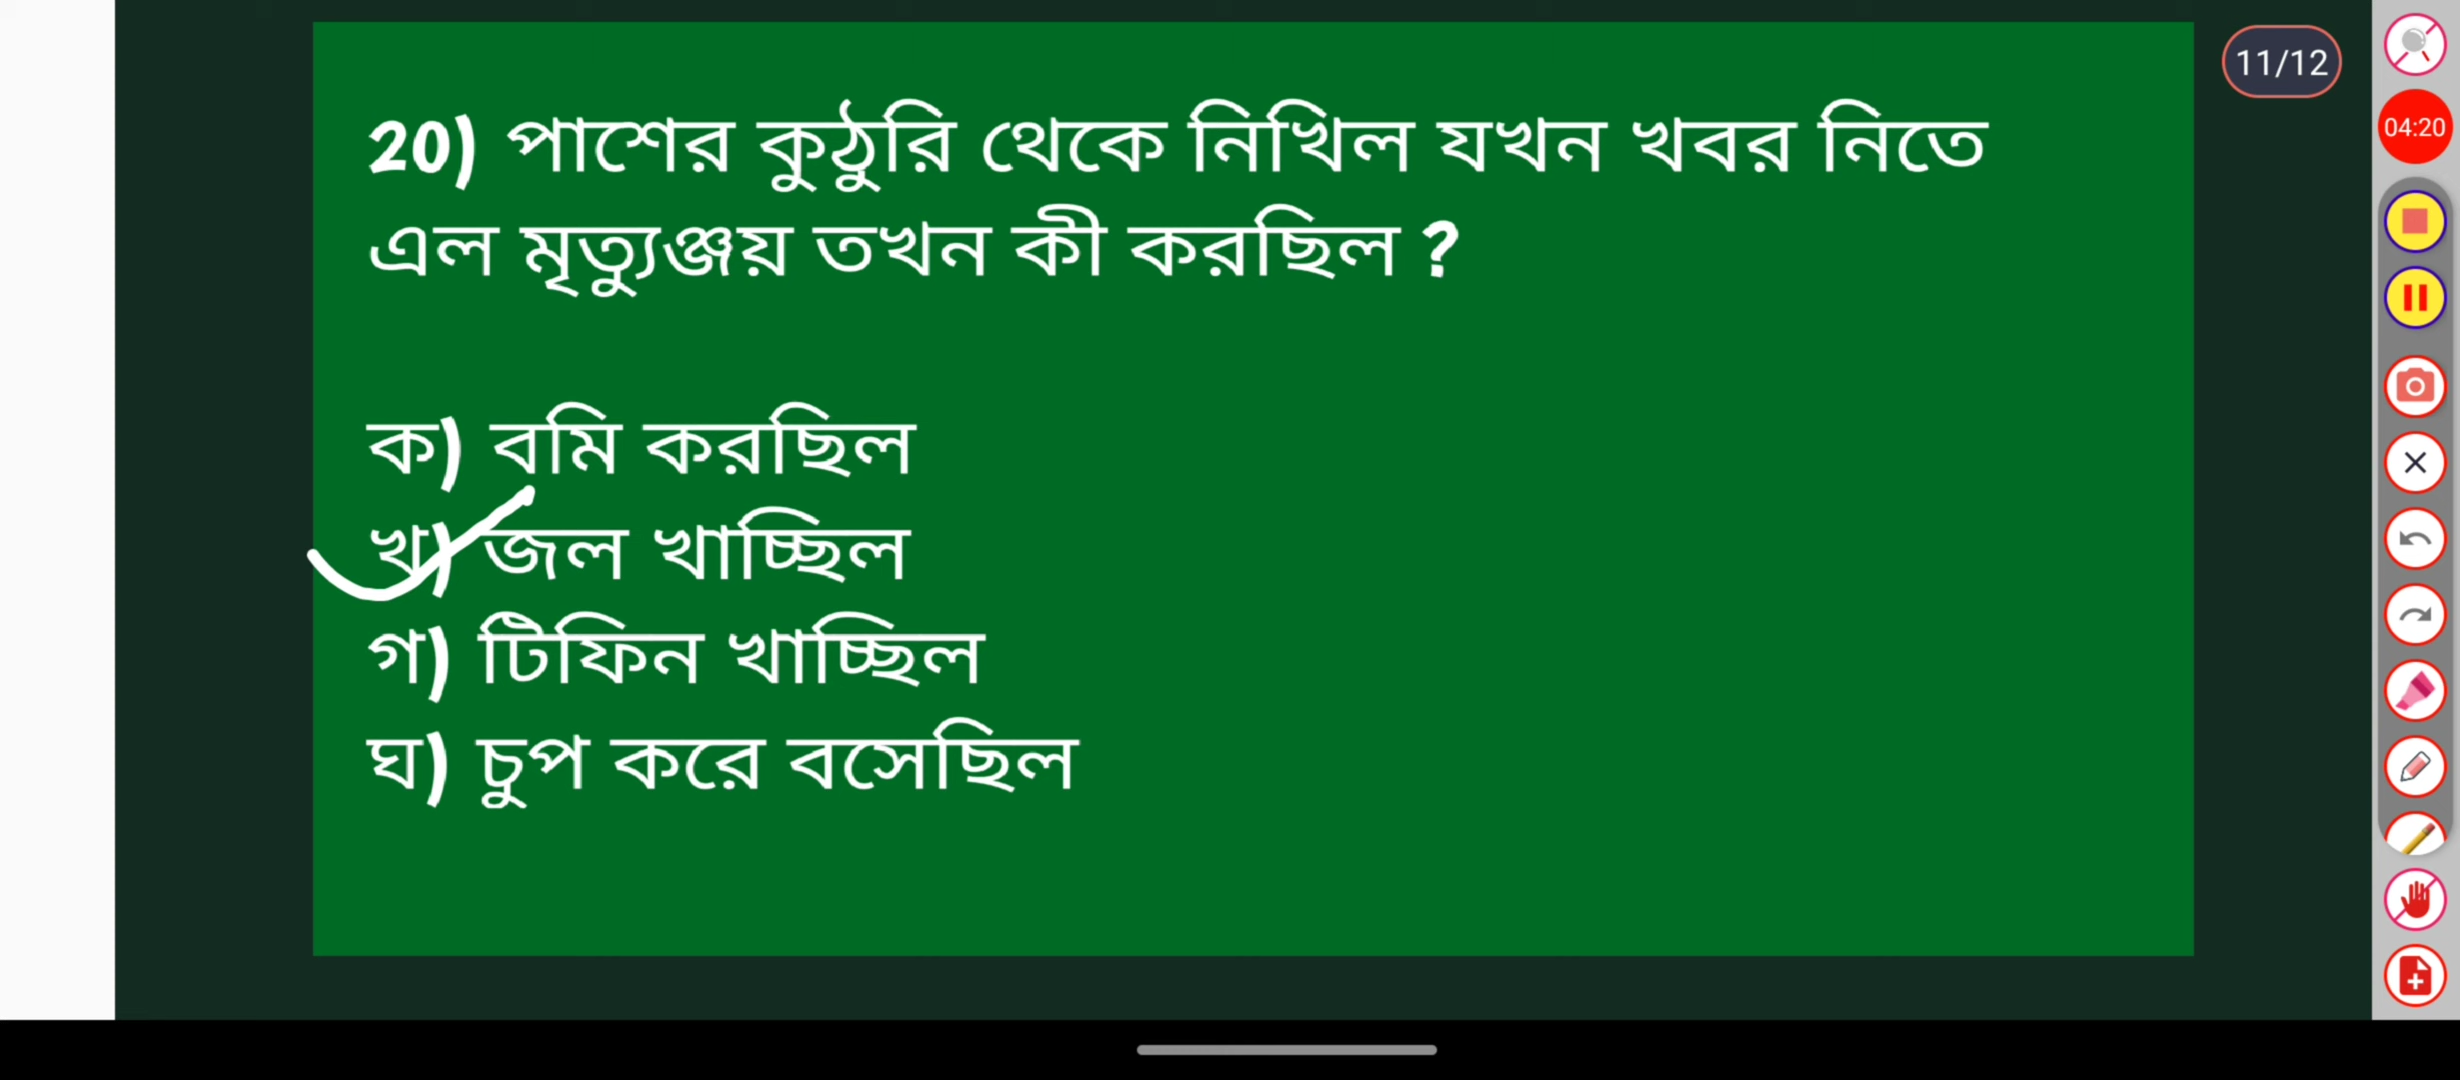 11/12
04:20
20) পাশের কুঠুরি থেকে নিখিল যখন খবর নিতে
এল মৃত্যুঞ্জয় তখন কী করছিল ?
ক) বমি করছিল
খ) জল খাচ্ছিল
গ) টিফিন খাচ্ছিল
ঘ) চুপ করে বসেছিল